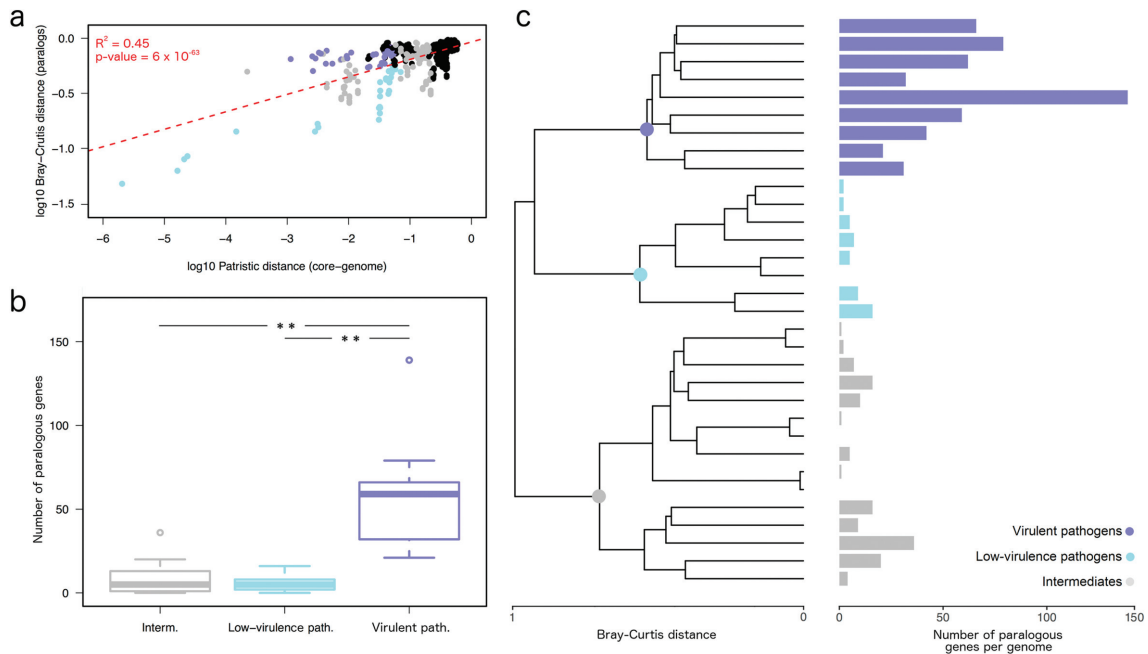 a
R² = 0.45
p-value = 6 x 10⁻⁶³
log10 Bray−Crutis distance (paralogs)
0.0
−0.5
−1.0
−1.5
−6 −5 −4 −3 −2 −1 0
log10 Patristic distance (core-genome)
b
Number of paralogous genes
150
100
50
0
* *
* *
Interm. Low−virulence path. Virulent path.
c
1 0
Bray-Curtis distance
Virulent pathogens
Low-virulence pathogens
Intermediates
0 50 100 150
Number of paralogous
genes per genome